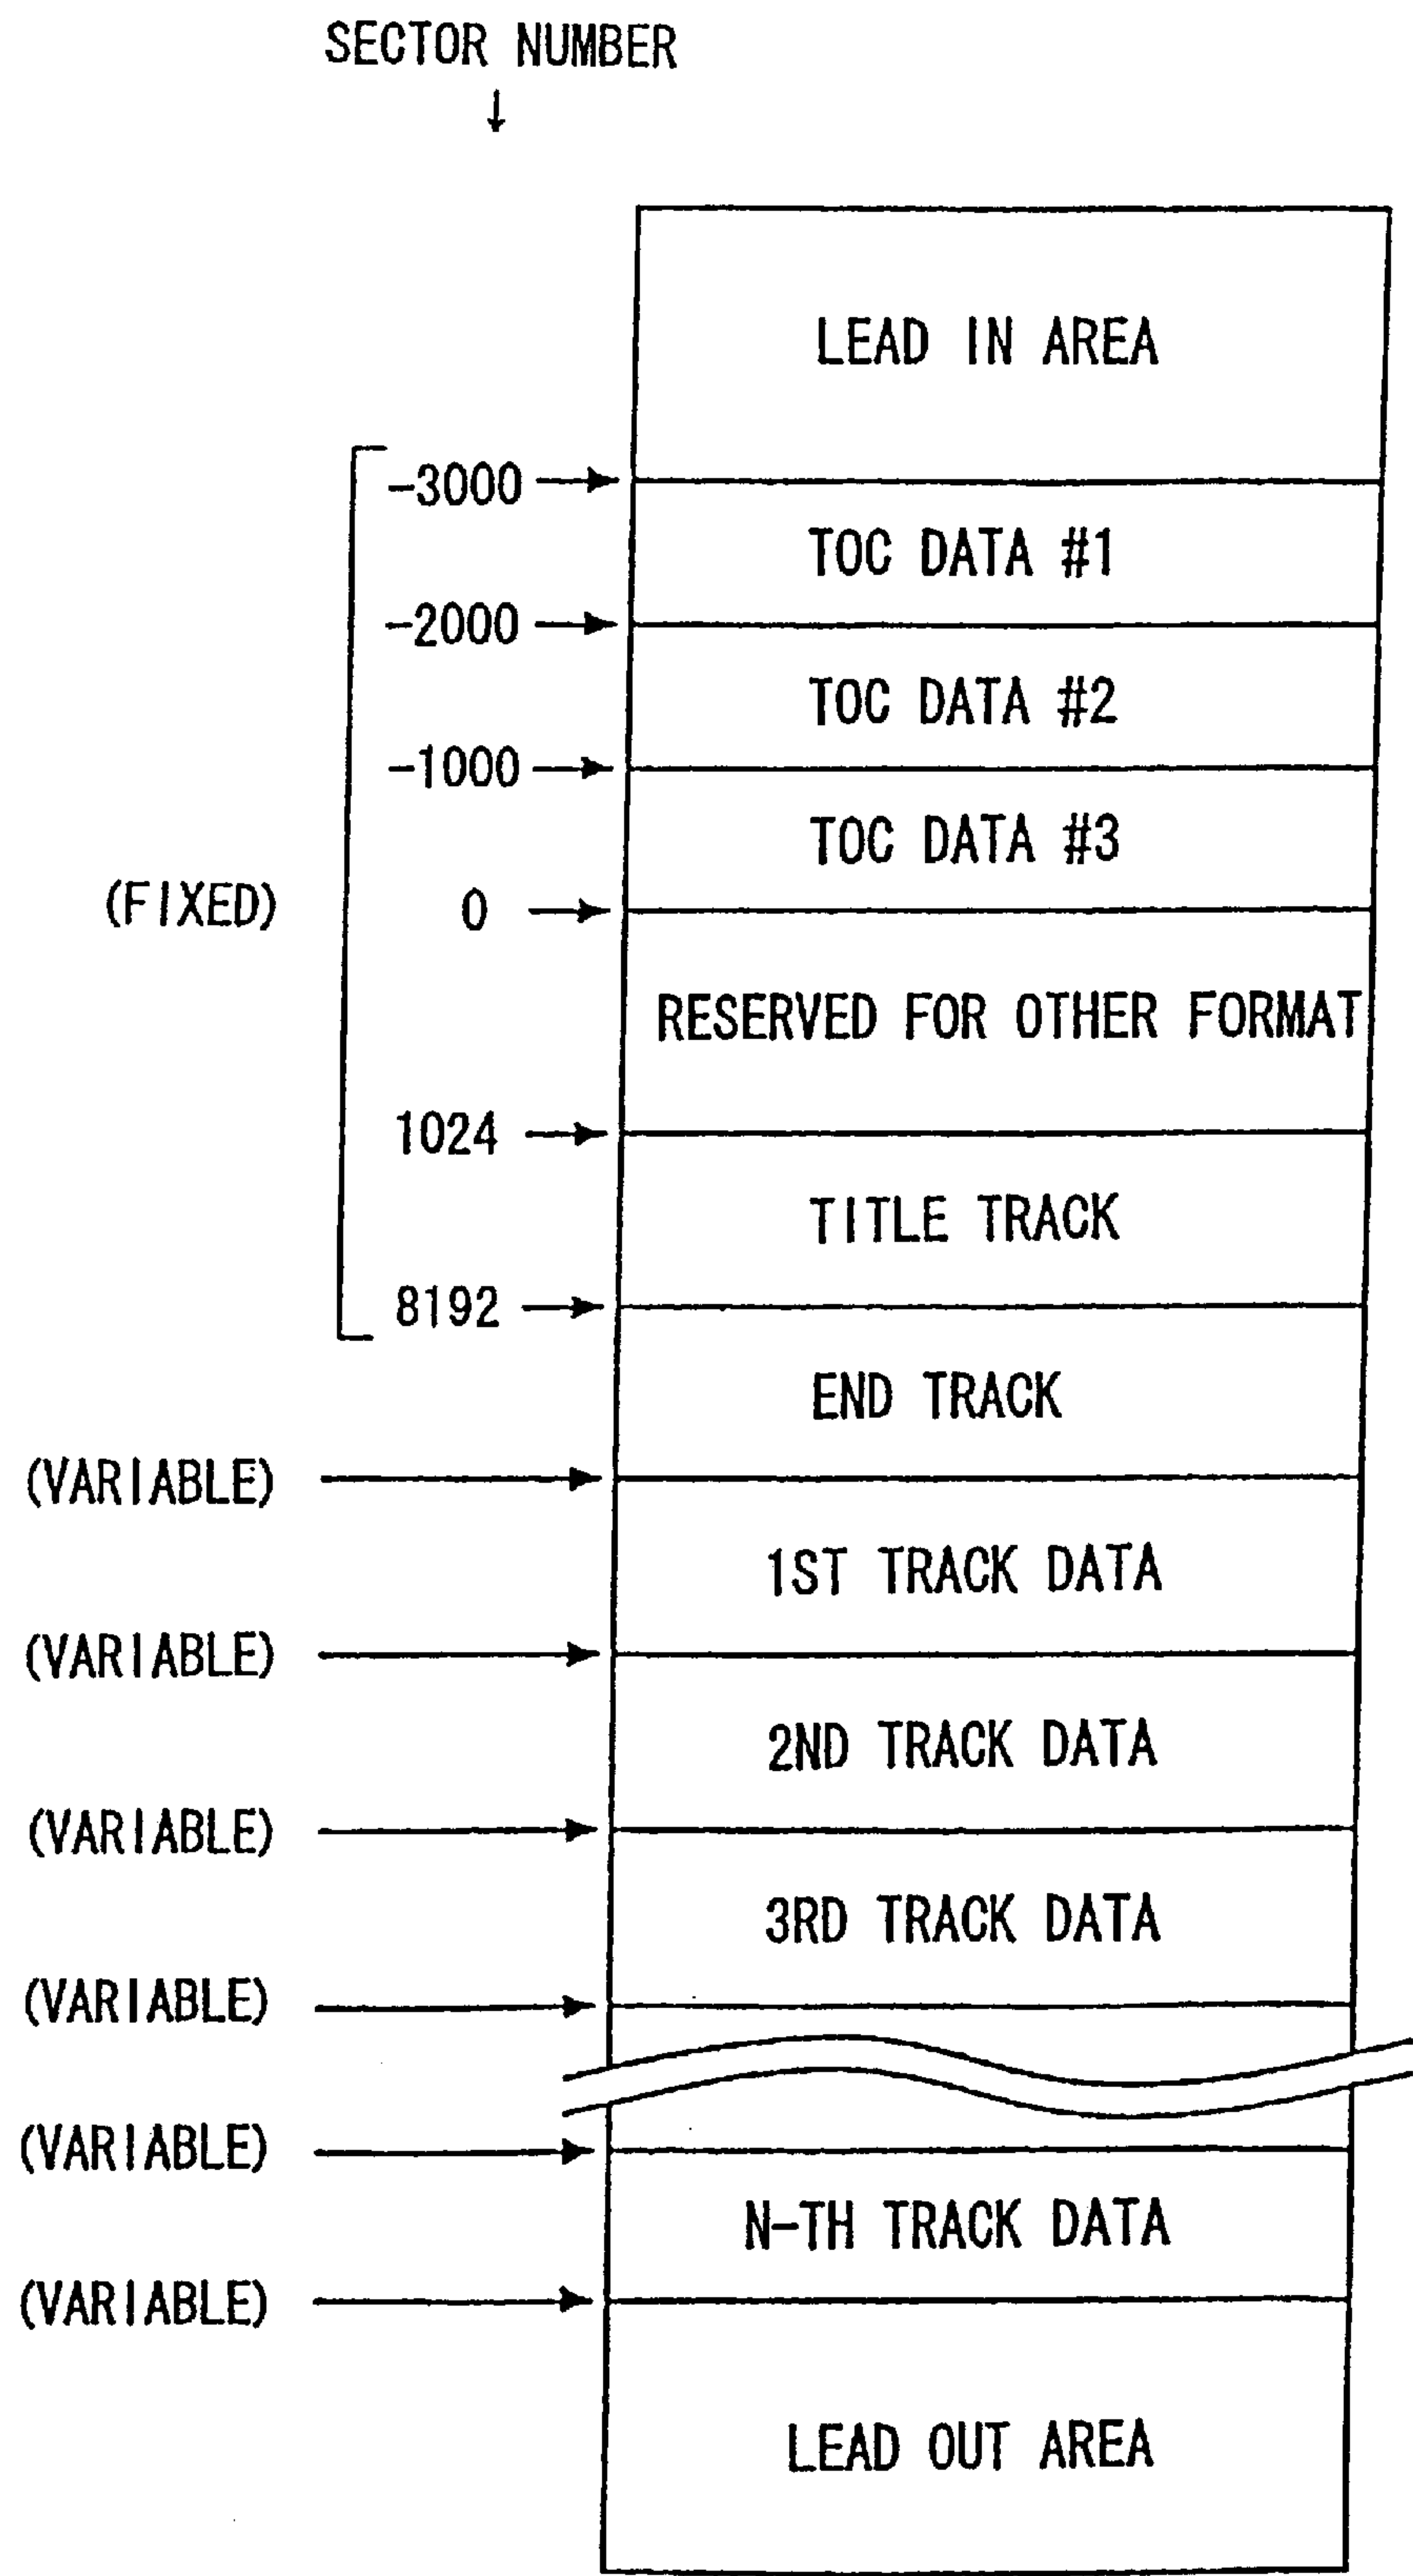 SECTOR NUMBER
↓
LEAD IN AREA
-3000
TOC DATA #1
-2000
TOC DATA #2
-1000
TOC DATA #3
(FIXED)
0
RESERVED FOR OTHER FORMAT
1024
TITLE TRACK
8192
END TRACK
(VARIABLE)
1ST TRACK DATA
(VARIABLE)
2ND TRACK DATA
(VARIABLE)
3RD TRACK DATA
(VARIABLE)
(VARIABLE)
N-TH TRACK DATA
(VARIABLE)
LEAD OUT AREA